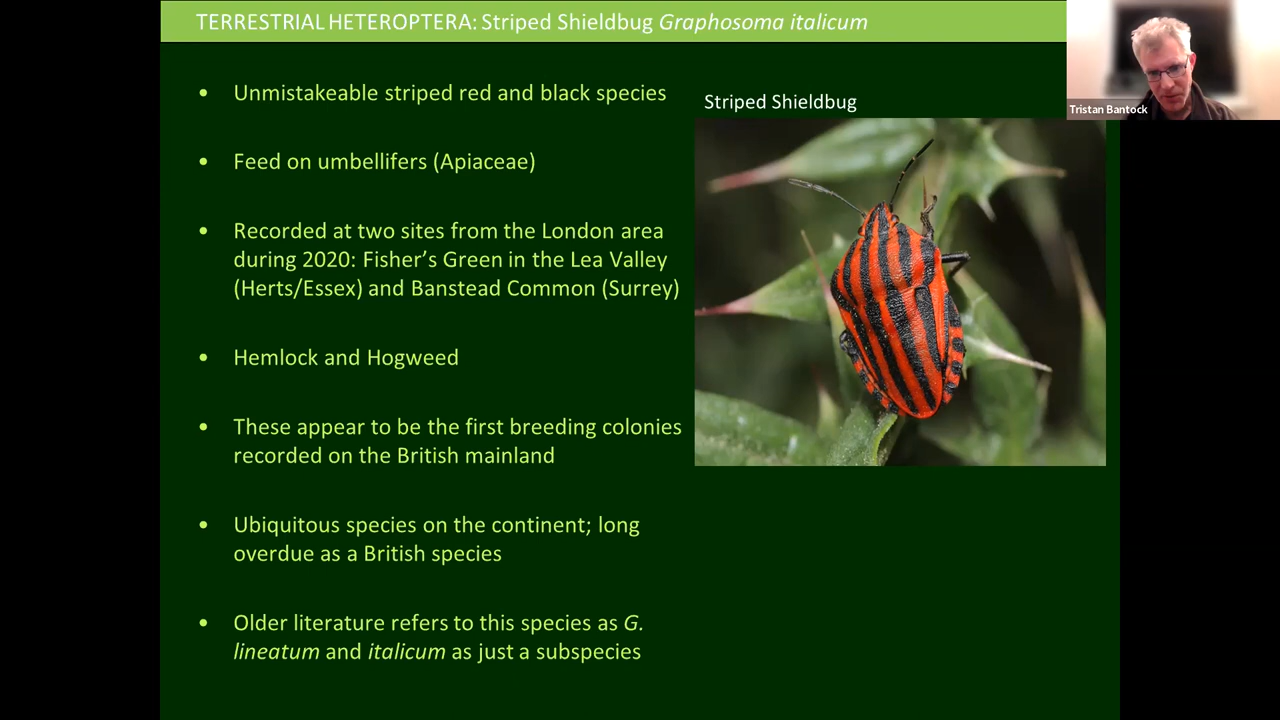 TERRESTRIAL HETEROPTERA: Striped Shieldbug Graphosoma italicum
Tristan Bantock
• Unmistakeable striped red and black species
Striped Shieldbug
• Feed on umbellifers (Apiaceae)
• Recorded at two sites from the London area
during 2020: Fisher’s Green in the Lea Valley
(Herts/Essex) and Banstead Common (Surrey)
• Hemlock and Hogweed
• These appear to be the first breeding colonies
recorded on the British mainland
• Ubiquitous species on the continent; long
overdue as a British species
• Older literature refers to this species as G.
lineatum and italicum as just a subspecies